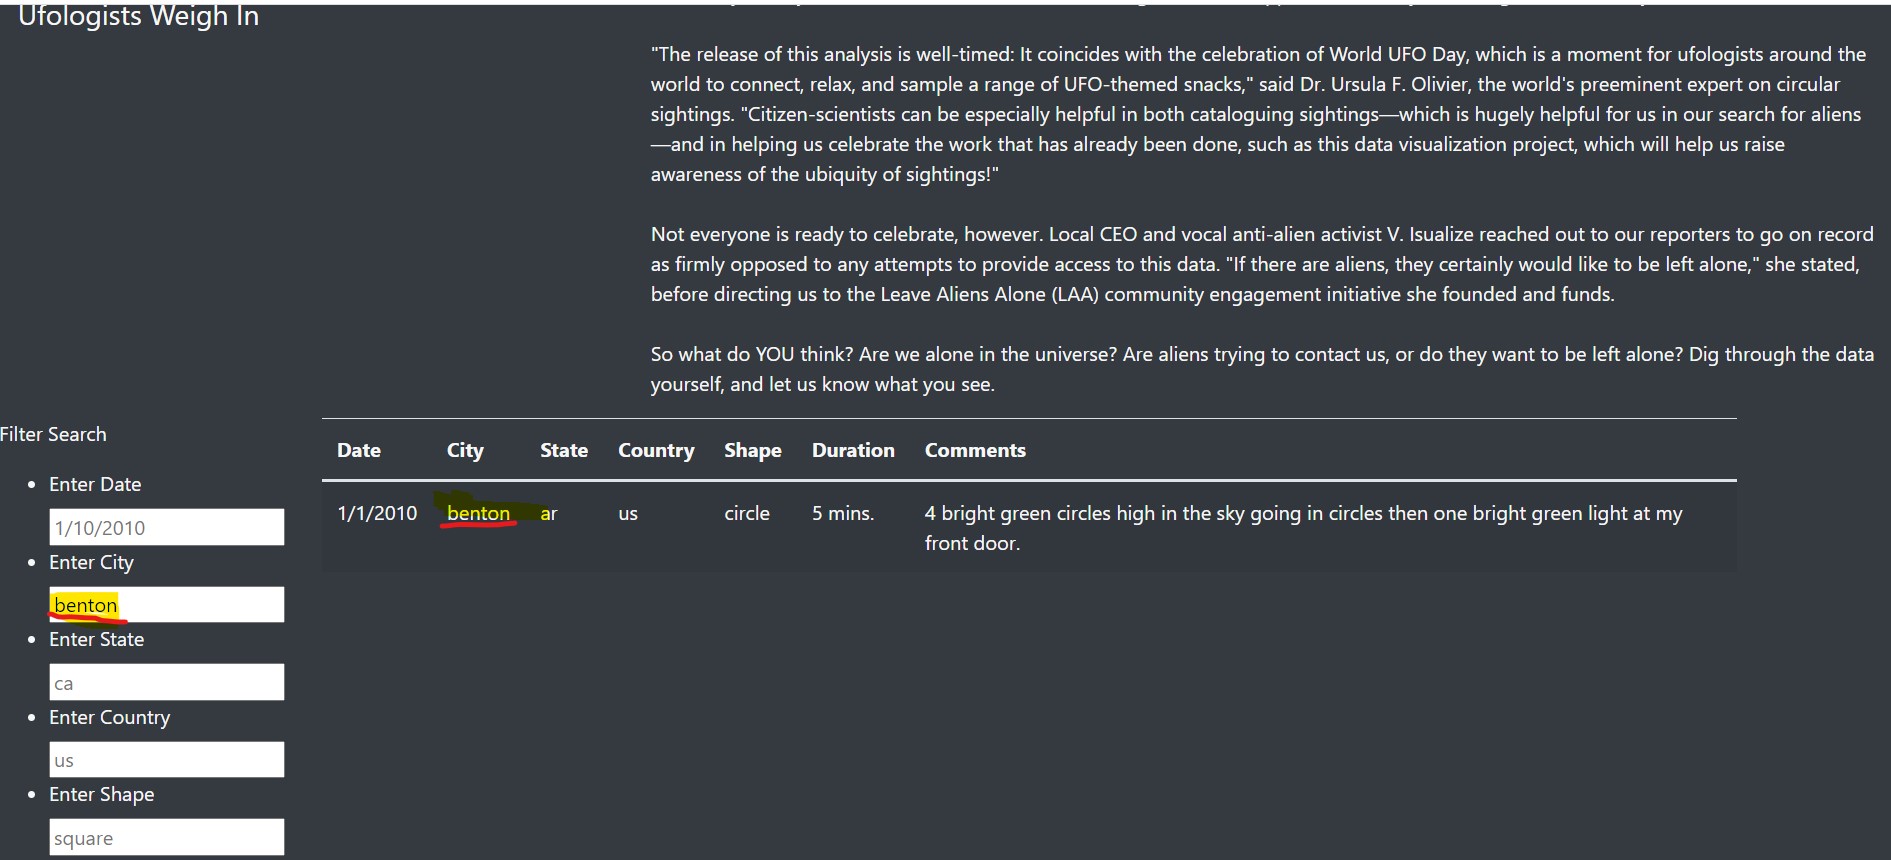 Ufologists Weigh In
"The release of this analysis is well-timed: It coincides with the celebration of World UFO Day, which is a moment for ufologists around the
world to connect, relax, and sample a range of UFO-themed snacks," said Dr. Ursula F. Olivier, the world's preeminent expert on circular
sightings. "Citizen-scientists can be especially helpful in both cataloguing sightings—which is hugely helpful for us in our search for aliens
—and in helping us celebrate the work that has already been done, such as this data visualization project, which will help us raise
awareness of the ubiquity of sightings!"
Not everyone is ready to celebrate, however. Local CEO and vocal anti-alien activist V. Isualize reached out to our reporters to go on record
as firmly opposed to any attempts to provide access to this data. "If there are aliens, they certainly would like to be left alone," she stated,
before directing us to the Leave Aliens Alone (LAA) community engagement initiative she founded and funds.
So what do YOU think? Are we alone in the universe? Are aliens trying to contact us, or do they want to be left alone? Dig through the data
yourself, and let us know what you see.
Filter Search
Enter Date
1/10/2010
Enter City
benton
Enter State
ca
Enter Country
us
Enter Shape
square
Date City State Country Shape Duration Comments
1/1/2010 benton ar us circle 5 mins. 4 bright green circles high in the sky going in circles then one bright green light at my
front door.